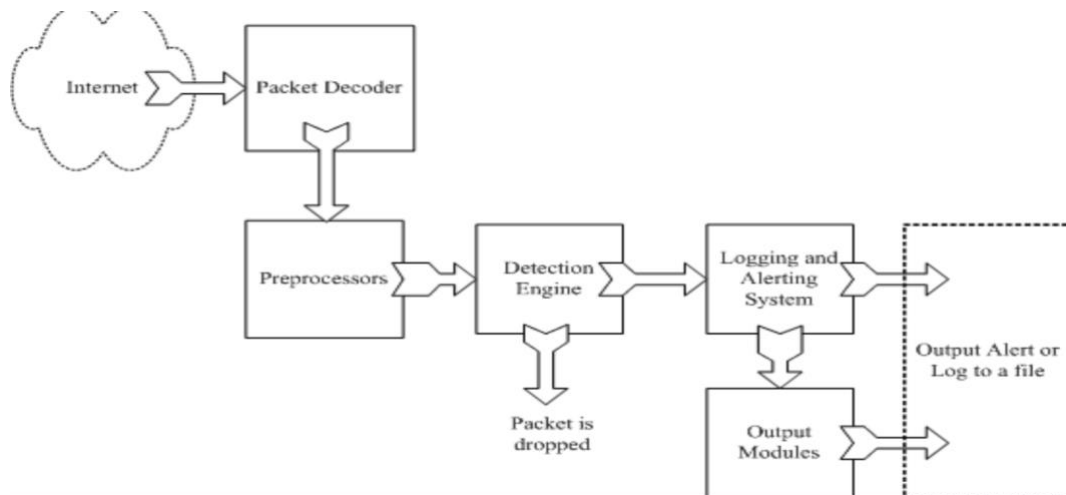 Internet
Packet Decoder
Preprocessors
Detection
Engine
Logging and
Alerting
System
Packet is
dropped
Output Alert or
Log to a file
Output
Modules